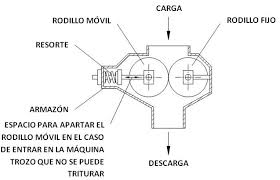 RODILLO MÓVIL
CARGA
RODILLO FIJO
RESORTE
ARMAZÓN
ESPACIO PARA APARTAR EL
RODILLO MÓVIL EN EL CASO
DE ENTRAR EN LA MÁQUINA
TROZO QUE NO SE PUEDE
TRITURAR
DESCARGA